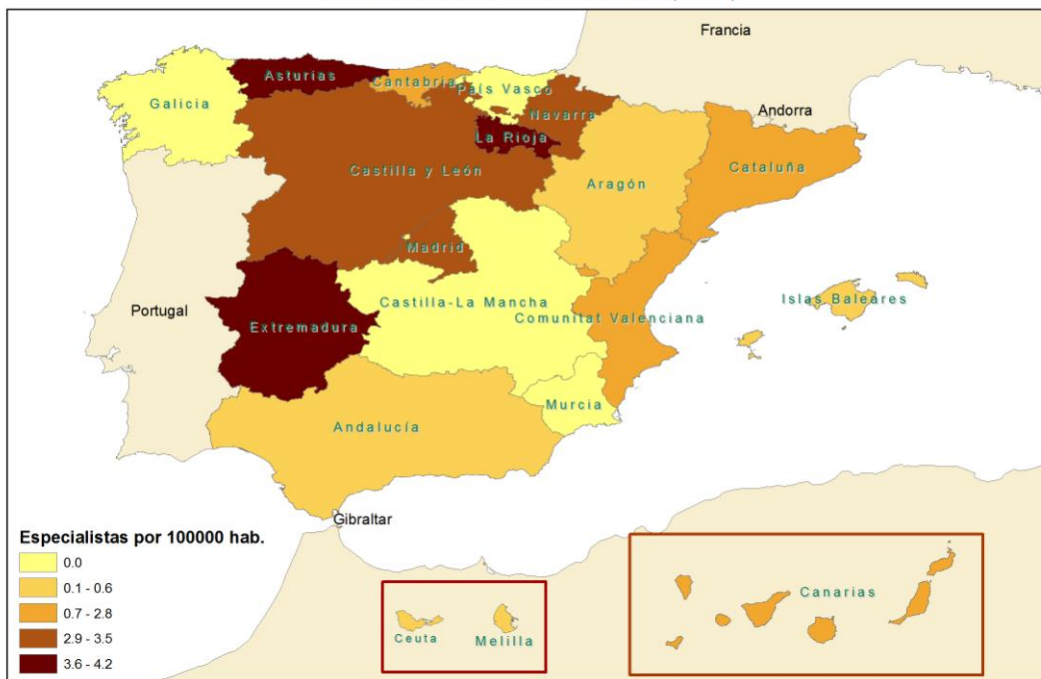 Francia
Asturias
Cantabria
País Vasco
Galicia
Andorra
Navarra
La Rioja
Castilla y León
Cataluña
Aragón
Madrid
Castilla-La Mancha
Islas Baleares
Portugal
Comunitat Valenciana
Extremadura
Murcia
Andalucía
Gibraltar
Especialistas por 100000 hab.
0.0
0.1 - 0.6
0.7 - 2.8
2.9 - 3.5
3.6 - 4.2
Ceuta
Melilla
Canarias